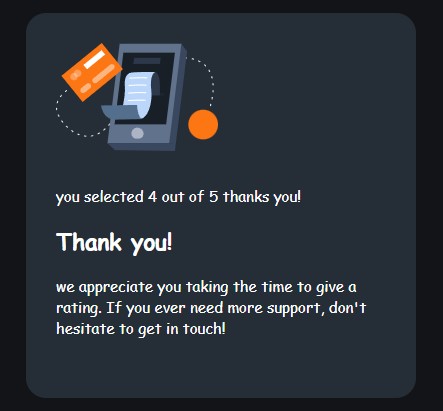 you selected 4 out of 5 thanks you!
Thank you!
we appreciate you taking the time to give a
rating. If you ever need more support, don't
hesitate to get in touch!